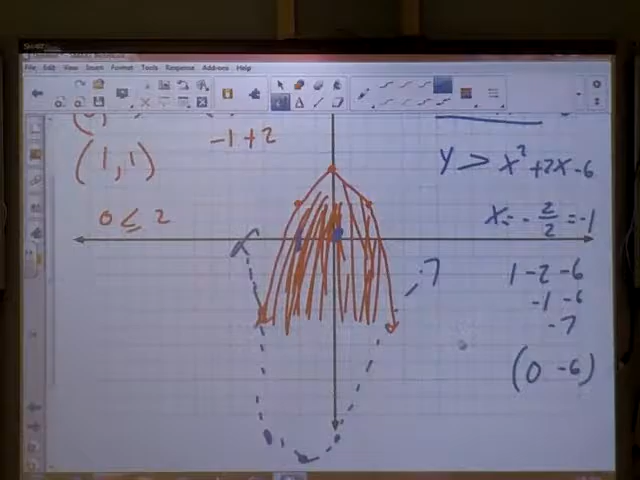 File Edit View Insert Format Tools Response Add-ons Help
-1+2
(1,1)
0 ≤ 2
y > x² + 2x - 6
x = - 2/2 = -1
1 - 2 - 6
-1 - 6
-7
(0 -6)